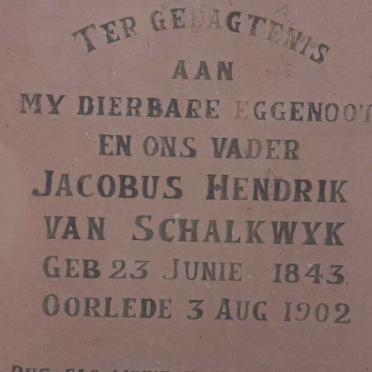 TER GEDAGTENIS
AAN
MY DIERBARE EGGENOOT
EN ONS VADER
JACOBUS HENDRIK
VAN SCHALKWYK
GEB 23 JUNIE 1843
OORLEDE 3 AUG 1902